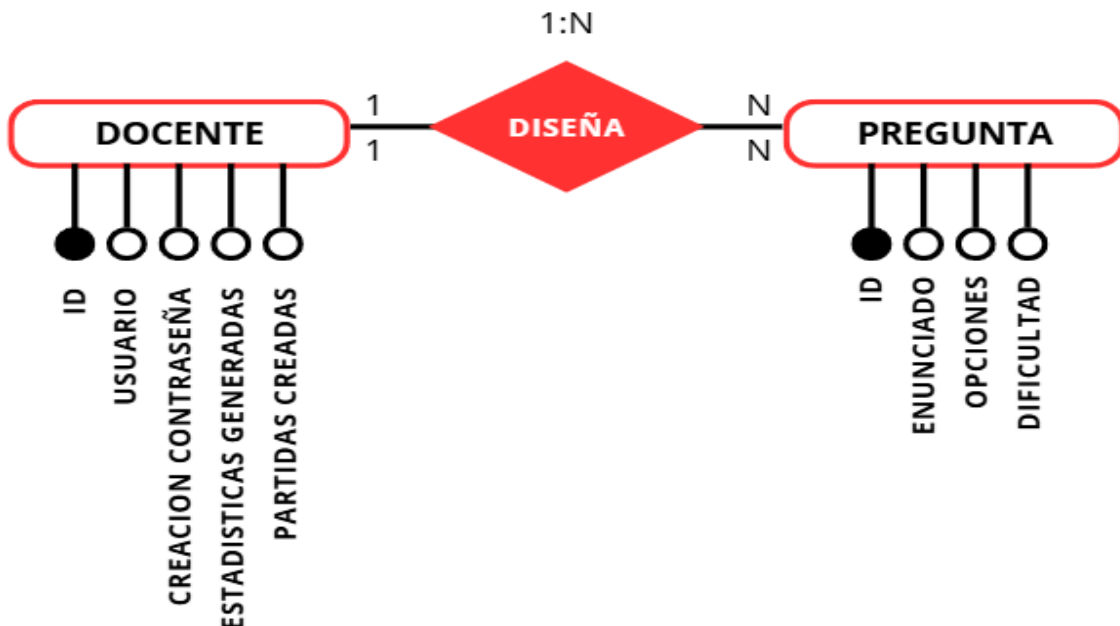 1:N
DOCENTE
1
1
DISEÑA
N
N
PREGUNTA
ID
USUARIO
CREACION CONTRASEÑA
ESTADISTICAS GENERADAS
PARTIDAS CREADAS
ID
ENUNCIADO
OPCIONES
DIFICULTAD